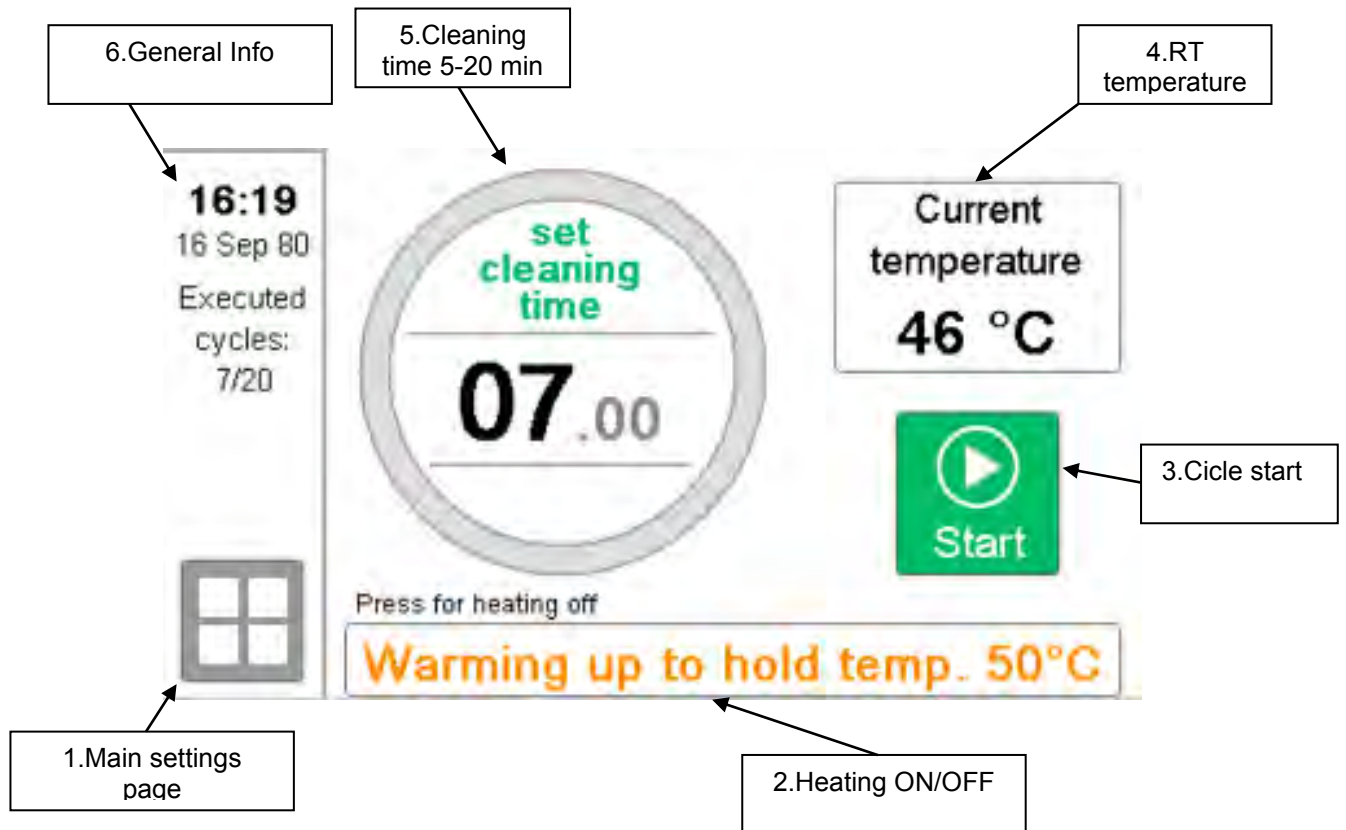 6.General Info
5.Cleaning
time 5-20 min
4.RT
temperature
16:19
16 Sep 80
Executed
cycles:
7/20
set
cleaning
time
07.00
Current
temperature
46 °C
3.Cicle start
Start
Press for heating off
Warming up to hold temp. 50°C
1.Main settings
page
2.Heating ON/OFF